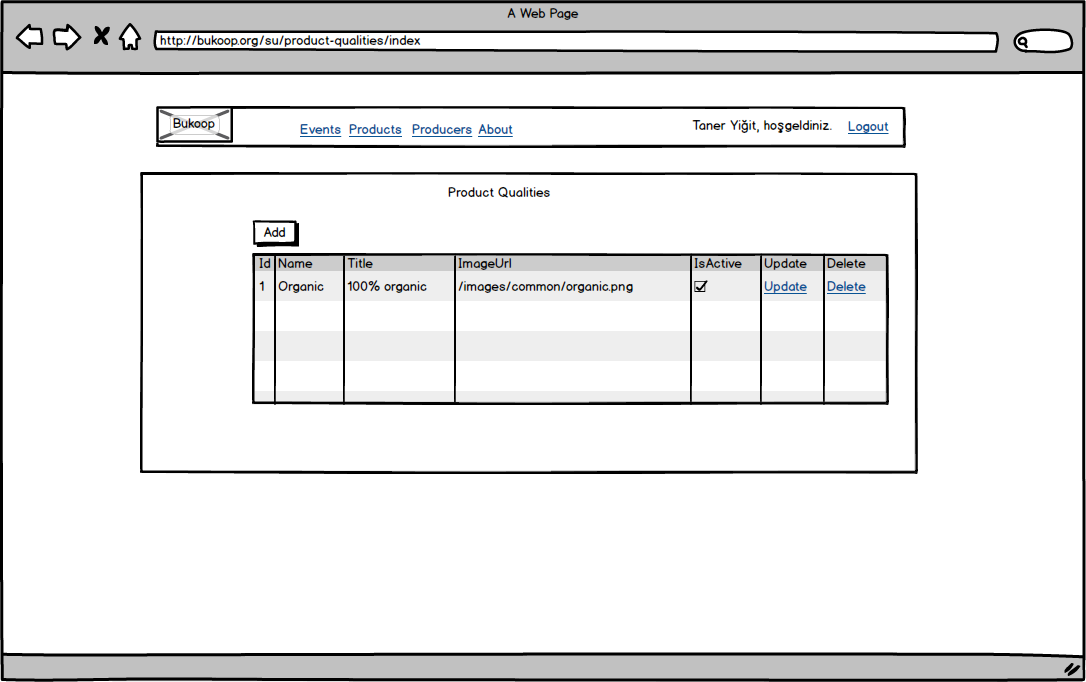 A Web Page
http://bukoop.org/su/product-qualities/index
Bukoop Events Products Producers About Taner Yiğit, hoşgeldiniz. Logout
Product Qualities
Add
Id Name Title ImageUrl IsActive Update Delete
1 Organic 100% organic /images/common/organic.png Update Delete